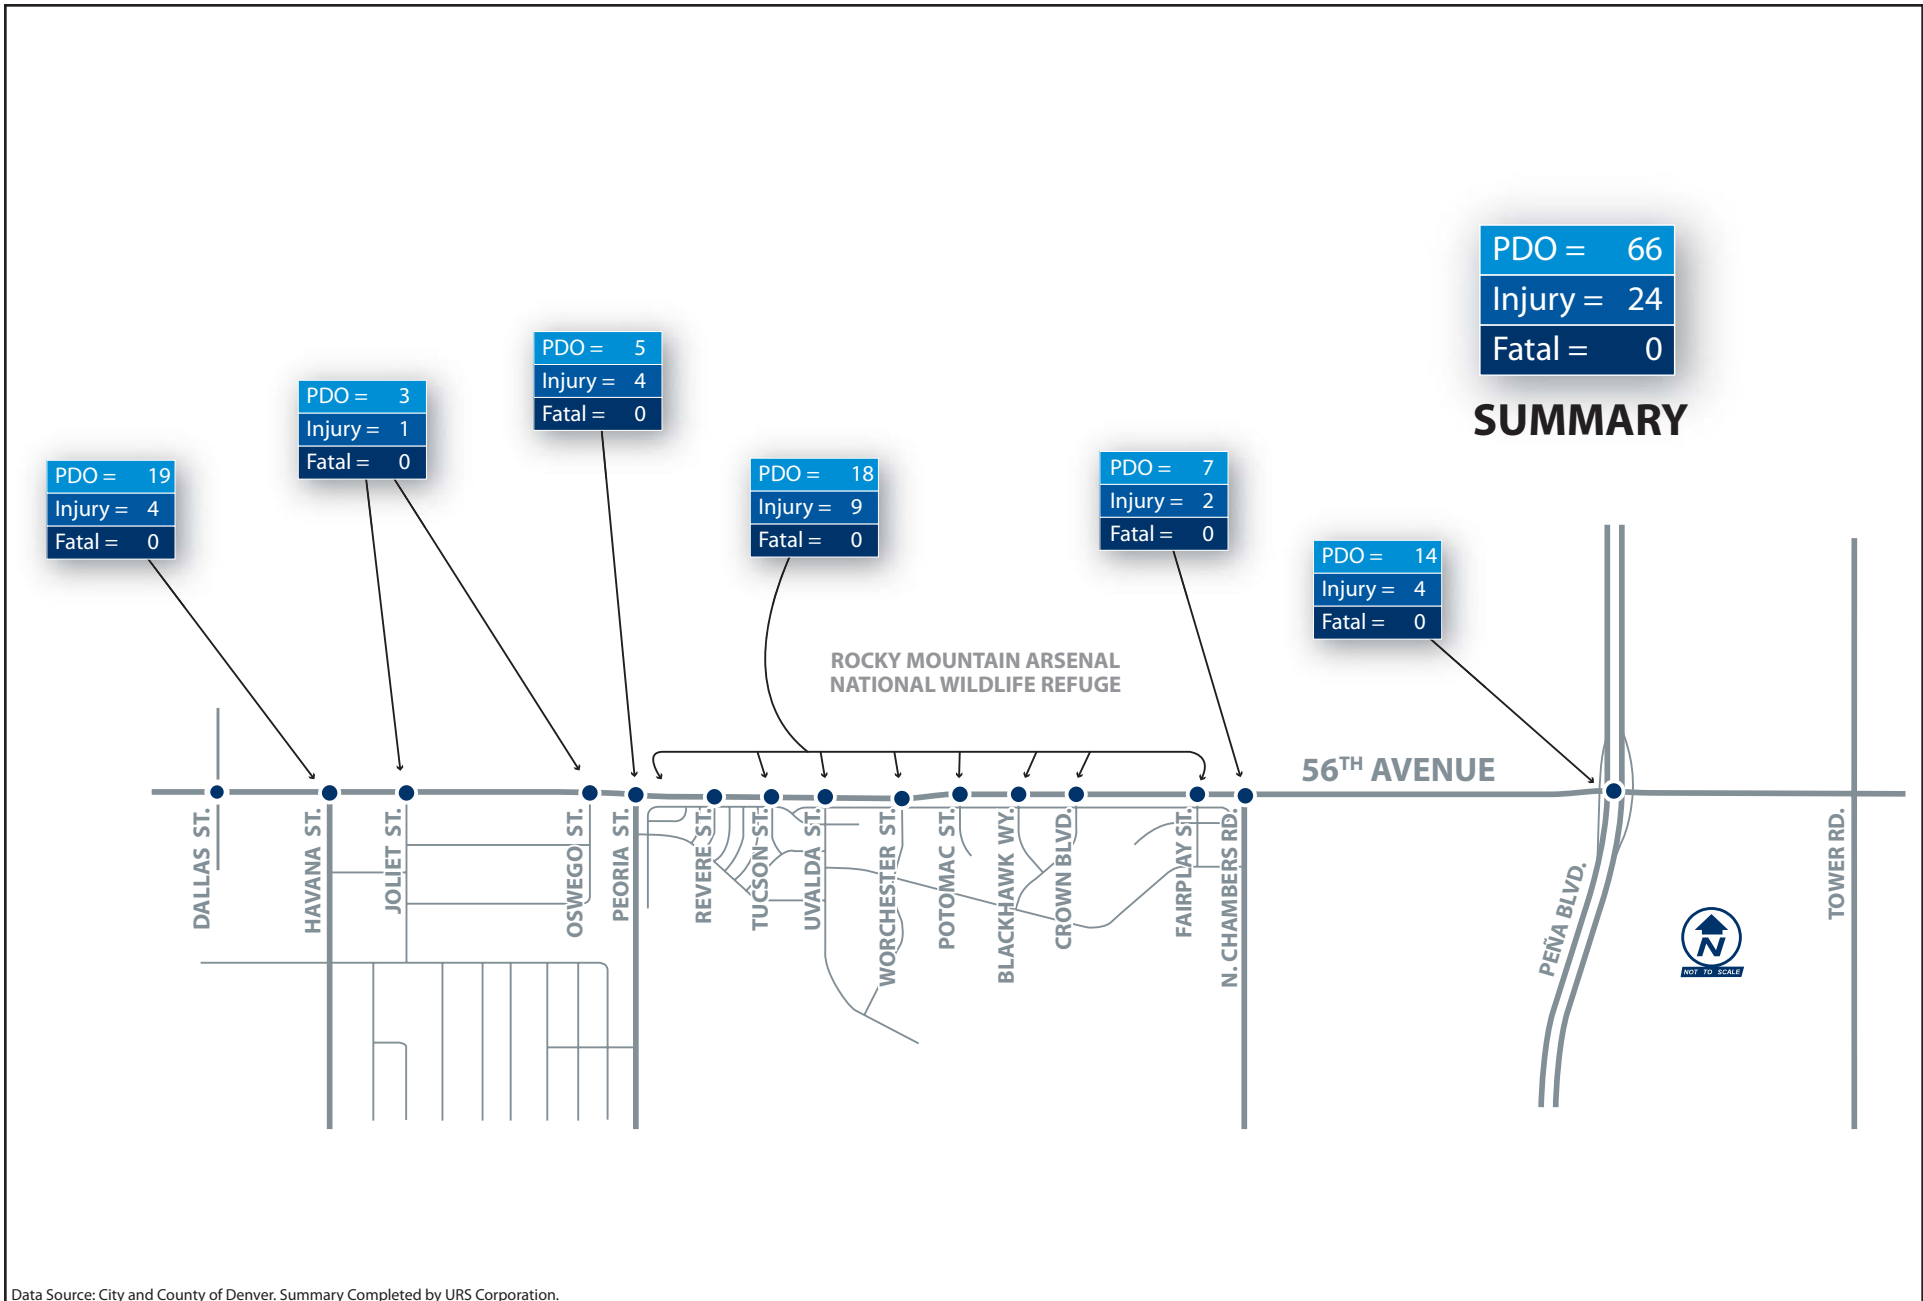 PDO = 66
Injury = 24
Fatal = 0
SUMMARY
PDO = 5
Injury = 4
Fatal = 0
PDO = 3
Injury = 1
Fatal = 0
PDO = 19
Injury = 4
Fatal = 0
PDO = 18
Injury = 9
Fatal = 0
PDO = 7
Injury = 2
Fatal = 0
PDO = 14
Injury = 4
Fatal = 0
ROCKY MOUNTAIN ARSENAL
NATIONAL WILDLIFE REFUGE
56TH AVENUE
DALLAS ST.
HAVANA ST.
JOLIET ST.
OSWEGO ST.
PEORIA ST.
REVERE ST.
TUCSON ST.
UVALDA ST.
WORCHESTER ST.
POTOMAC ST.
BLACKHAWK WY.
CROWN BLVD.
FAIRPLAY ST.
N. CHAMBERS RD.
PEÑA BLVD.
TOWER RD.
N
NOT TO SCALE
Data Source: City and County of Denver. Summary Completed by URS Corporation.